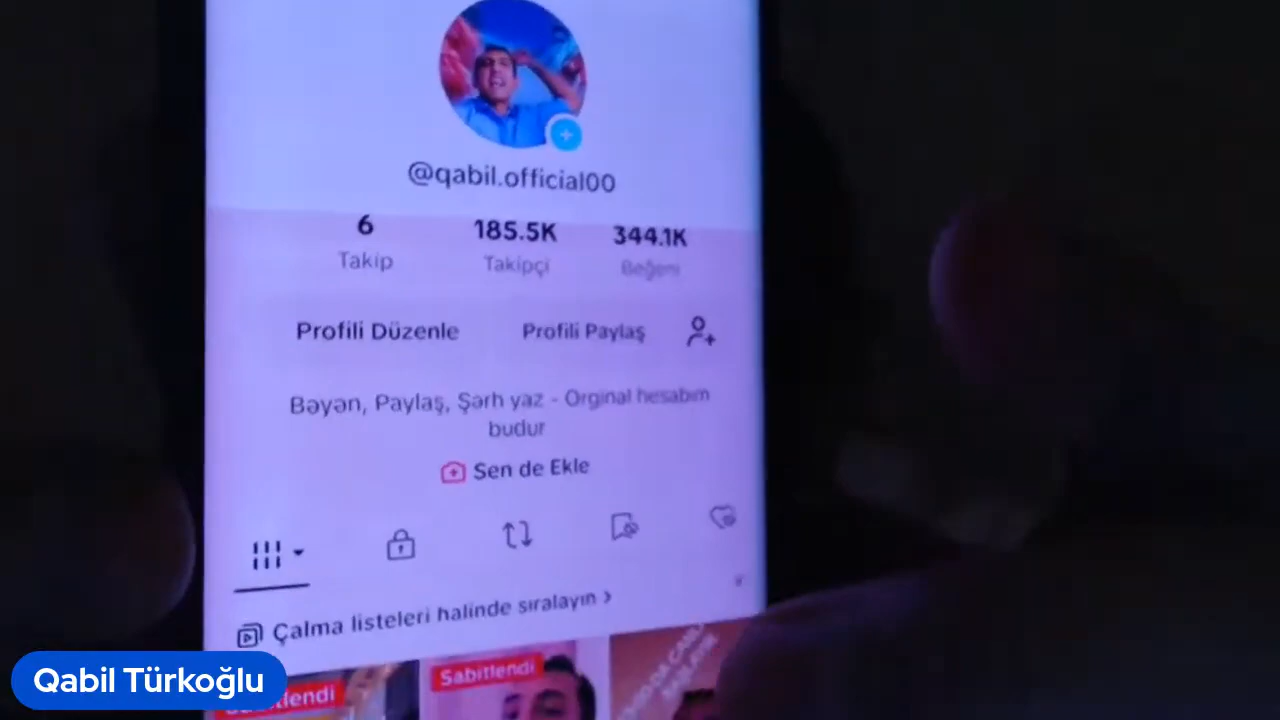 @qabil.official00
6 185.5K 344.1K
Takip Takipçi Beğeni
Profili Düzenle Profili Paylaş
Bəyən, Paylaş, Şərh yaz - Orginal hesabım
budur
Sen de Ekle
Çalma listeleri halinde sıralayın >
Sabitlendi
Sabitlendi
Qabil Türkoğlu